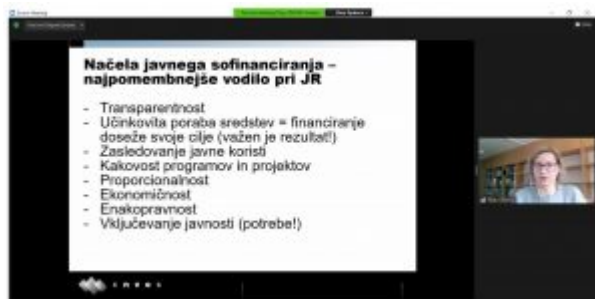 Načela javnega sofinanciranja –
najpomembnejše vodilo pri JR
- Transparentnost
- Učinkovita poraba sredstev = financiranje
doseže svoje cilje (važen je rezultat!)
- Zasledovanje javne koristi
- Kakovost programov in projektov
- Proporcionalnost
- Ekonomičnost
- Enakopravnost
- Vključevanje javnosti (potrebe!)